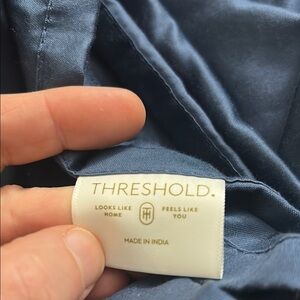 THRESHOLD.
LOOKS LIKE HOME
FEELS LIKE YOU
MADE IN INDIA